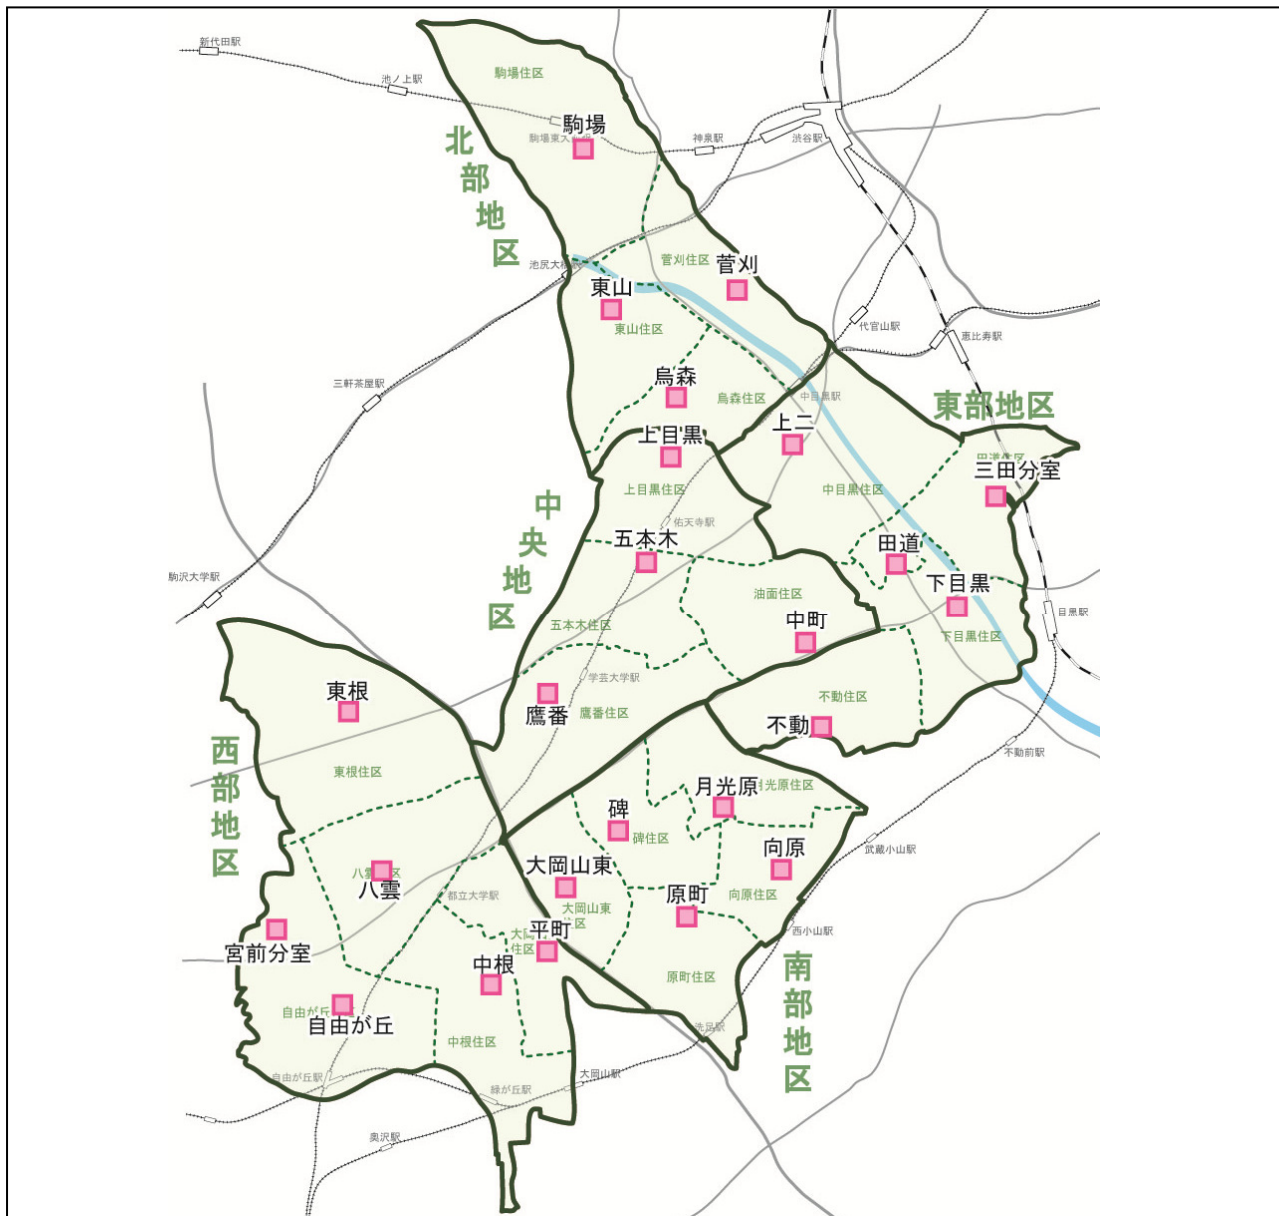 新代田駅
駒場住区
池ノ上駅
駒場
神泉駅
渋谷駅
北部地区
菅刈住区
菅刈
東山
東山住区
代官山駅
恵比寿駅
三軒茶屋駅
烏森
烏森住区
中目黒駅
東部地区
上二
上目黒
上目黒住区
中目黒住区
三田分室
中央地区
佑天寺駅
五本木
田道
駒沢大学駅
下目黒
油面住区
目黒駅
五本木住区
中町
下目黒住区
学芸大学駅
東根
鷹番
鷹番住区
不動住区
不動
不動前駅
西部地区
東根住区
月光原
月光原住区
碑
碑住区
武蔵小山駅
向原
大岡山東
八雲
都立大学駅
原町
向原住区
大岡山東
平町
西小山駅
宮前分室
中根
南部地区
原町住区
自由が丘
中根住区
洗足駅
自由が丘駅
緑が丘駅
大岡山駅
奥沢駅